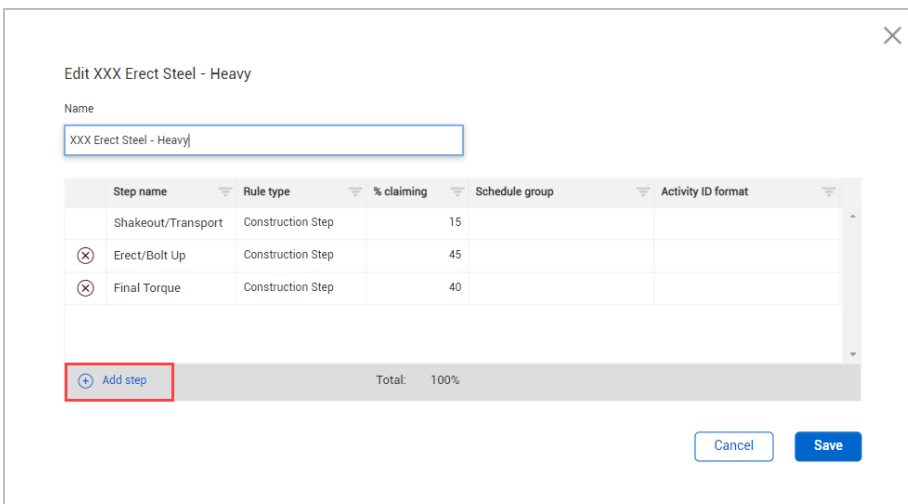 Edit XXX Erect Steel - Heavy
Name
XXX Erect Steel - Heavy
Step name Rule type % claiming Schedule group Activity ID format
Shakeout/Transport Construction Step 15
Erect/Bolt Up Construction Step 45
Final Torque Construction Step 40
Add step Total: 100%
Cancel Save